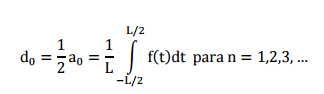 d₀ = 1/2 a₀ = 1/L ∫_{-L/2}^{L/2} f(t)dt para n = 1,2,3, ...